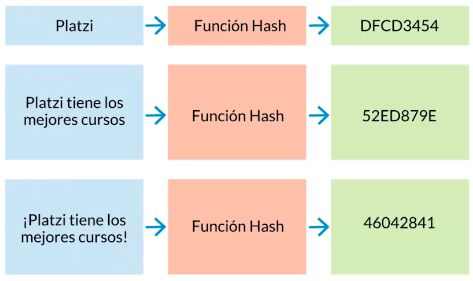 Platzi
Función Hash
DFCD3454
Platzi tiene los
mejores cursos
Función Hash
52ED879E
¡Platzi tiene los
mejores cursos!
Función Hash
46042841